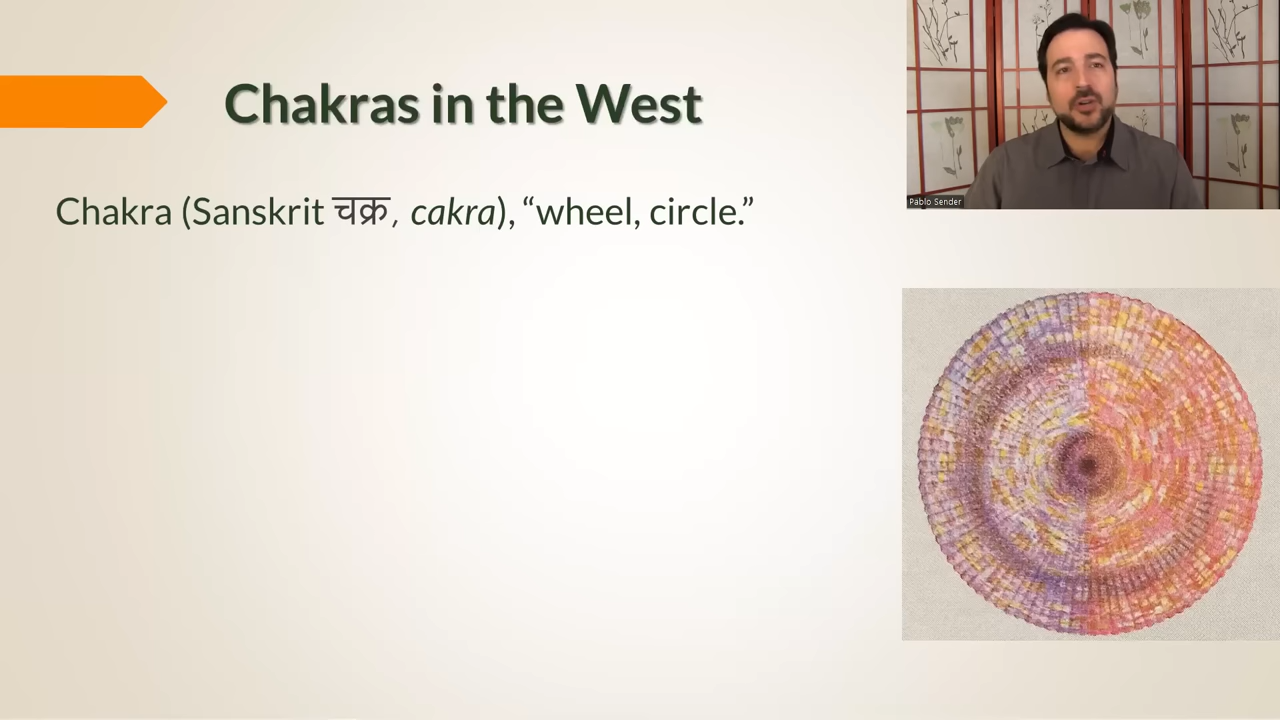 Chakras in the West
Chakra (Sanskrit चक्र, cakra), “wheel, circle.”
Pablo Sender